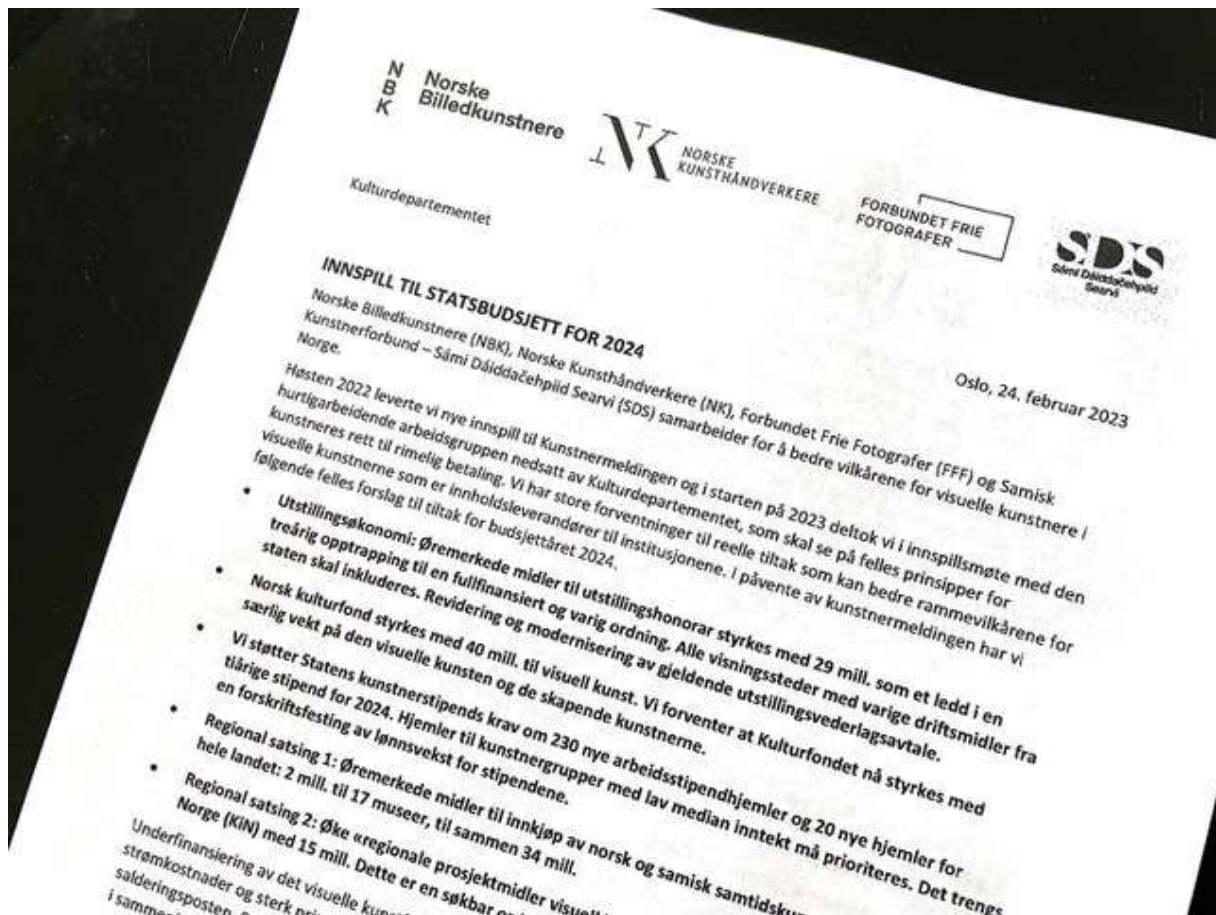 N
B
K
Norske
Billedkunstnere
NK
NORSKE
KUNSTHÅNDVERKERE
FORBUNDET FRIE
FOTOGRAFER
SDS
Sámi Dáiddačehpiid
Searvi
Kulturdepartementet
Oslo, 24. februar 2023
INNSPILL TIL STATSBUDSJETT FOR 2024
Norske Billedkunstnere (NBK), Norske Kunsthåndverkere (NK), Forbundet Frie Fotografer (FFF) og Samisk
Kunstnerforbund – Sámi Dáiddačehpiid Searvi (SDS) samarbeider for å bedre vilkårene for visuelle kunstnere i
Norge.
Høsten 2022 leverte vi nye innspill til Kunstnermeldingen og i starten på 2023 deltok vi i innspillsmøte med den
hurtigarbeidende arbeidsgruppen nedsatt av Kulturdepartementet, som skal se på felles prinsipper for
kunstneres rett til rimelig betaling. Vi har store forventninger til reelle tiltak som kan bedre rammevilkårene for
visuelle kunstnerne som er innholdsleverandører til institusjonene. I påvente av kunstnermeldingen har vi
følgende felles forslag til tiltak for budsjettåret 2024.
• Utstillingsøkonomi: Øremerkede midler til utstillingshonorar styrkes med 29 mill. som et ledd i en
treårig opptrapping til en fullfinansiert og varig ordning. Alle visningssteder med varige driftsmidler fra
staten skal inkluderes. Revidering og modernisering av gjeldende utstillingsvederlagsavtale.
• Norsk kulturfond styrkes med 40 mill. til visuell kunst. Vi forventer at Kulturfondet nå styrkes med
særlig vekt på den visuelle kunsten og de skapende kunstnerne.
• Vi støtter Statens kunstnerstipends krav om 230 nye arbeidsstipendhjemler og 20 nye hjemler for
tiårige stipend for 2024. Hjemler til kunstnergrupper med lav median inntekt må prioriteres. Det trengs
en forskriftsfesting av lønnsvekst for stipendene.
• Regional satsing 1: Øremerkede midler til innkjøp av norsk og samisk
hele landet: 2 mill. til 17 museer, til sammen 34 mill.
• Regional satsing 2: Øke «regionale prosjektmidler
Norge (KiN) med 15 mill. Dette er en søkbar
Underfinansiering av det visuelle
strømkostnader og sterk
salderingsposten.